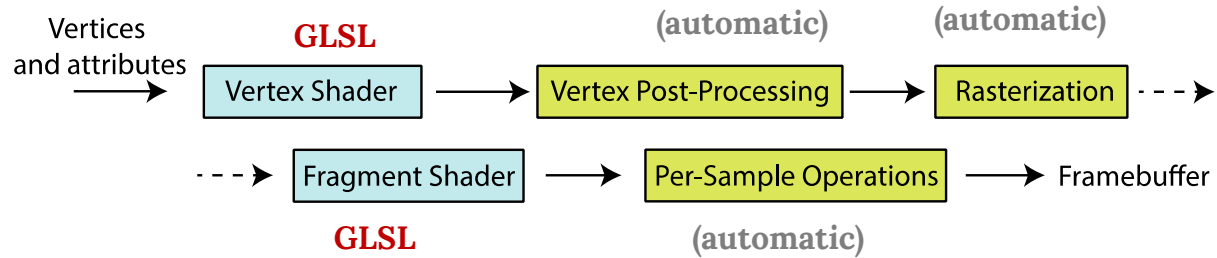 Vertices
and attributes
GLSL
(automatic)
(automatic)
Vertex Shader
Vertex Post-Processing
Rasterization
Fragment Shader
Per-Sample Operations
Framebuffer
GLSL
(automatic)